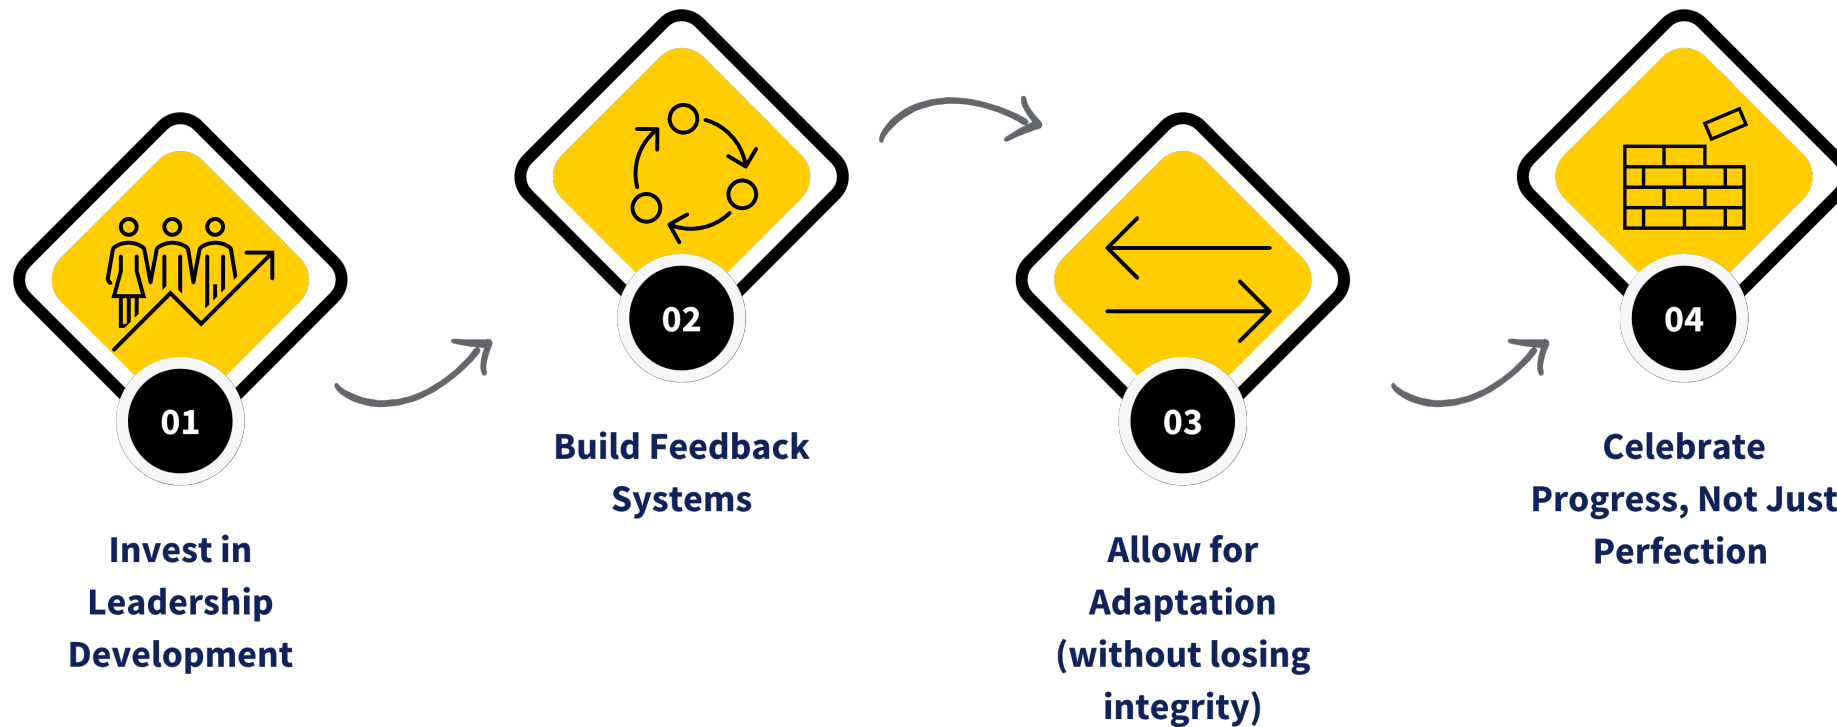 01
Invest in
Leadership
Development
02
Build Feedback
Systems
03
Allow for
Adaptation
(without losing
integrity)
04
Celebrate
Progress, Not Just
Perfection